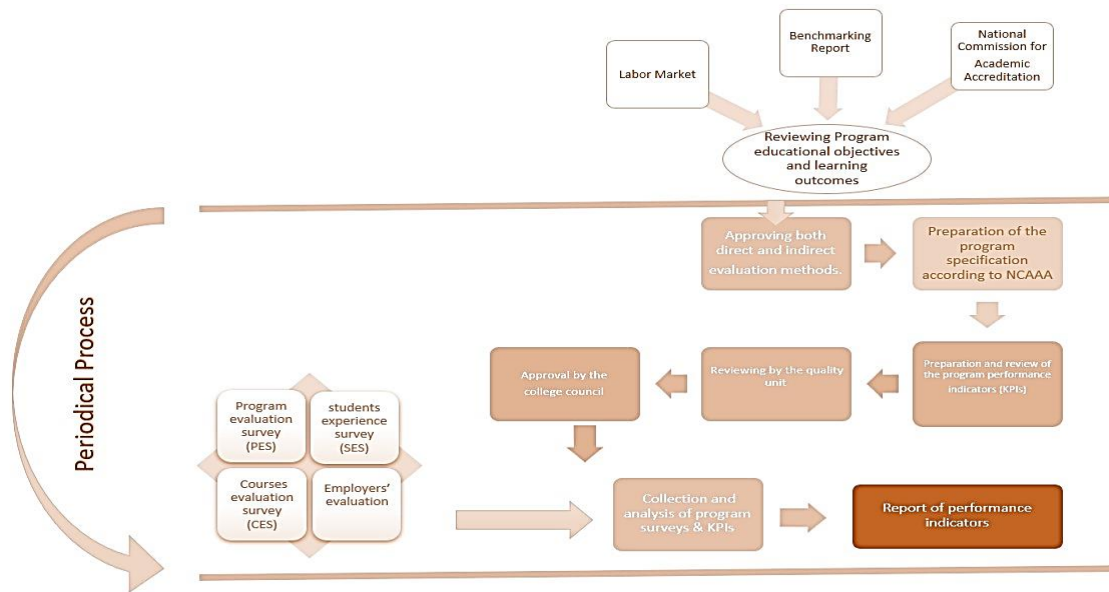 National
Commission for
Academic
Accreditation
Benchmarking
Report
Labor Market
Reviewing Program
educational objectives
and learning
outcomes
Approving both
direct and indirect
evaluation methods.
Preparation of the
program
specification
according to NCAAA
Periodical Process
Approval by the
college council
Reviewing by the quality
unit
Preparation and review of
the program performance
indicators (KPIs)
Program
evaluation
survey
(PES)
students
experience
survey
(SES)
Courses
evaluation
survey
(CES)
Employers'
evaluation
Collection and
analysis of program
surveys & KPIs
Report of performance
indicators